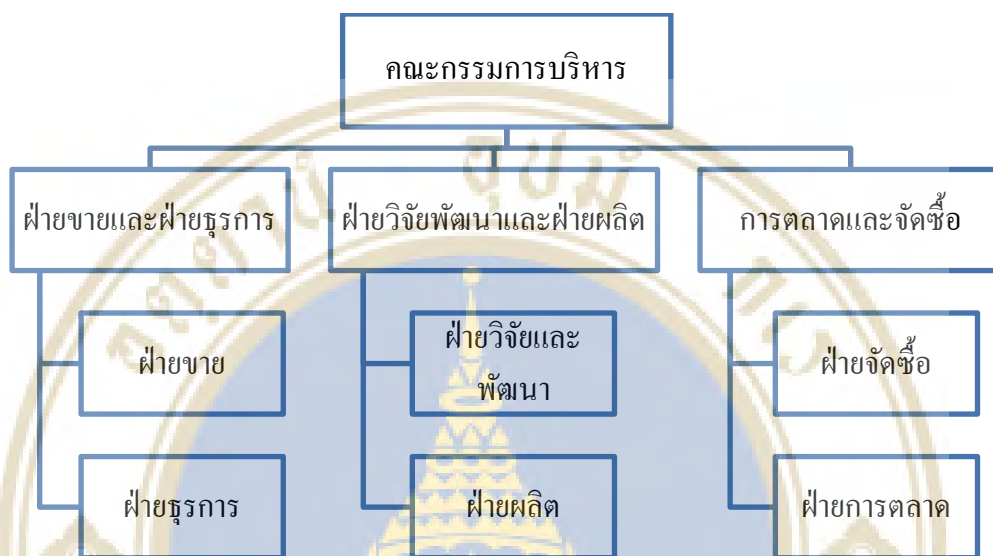 คณะกรรมการบริหาร
ฝ่ายขายและฝ่ายธุรการ
ฝ่ายวิจัยพัฒนาและฝ่ายผลิต
การตลาดและจัดซื้อ
ฝ่ายขาย
ฝ่ายวิจัยและ
พัฒนา
ฝ่ายจัดซื้อ
ฝ่ายธุรการ
ฝ่ายผลิต
ฝ่ายการตลาด